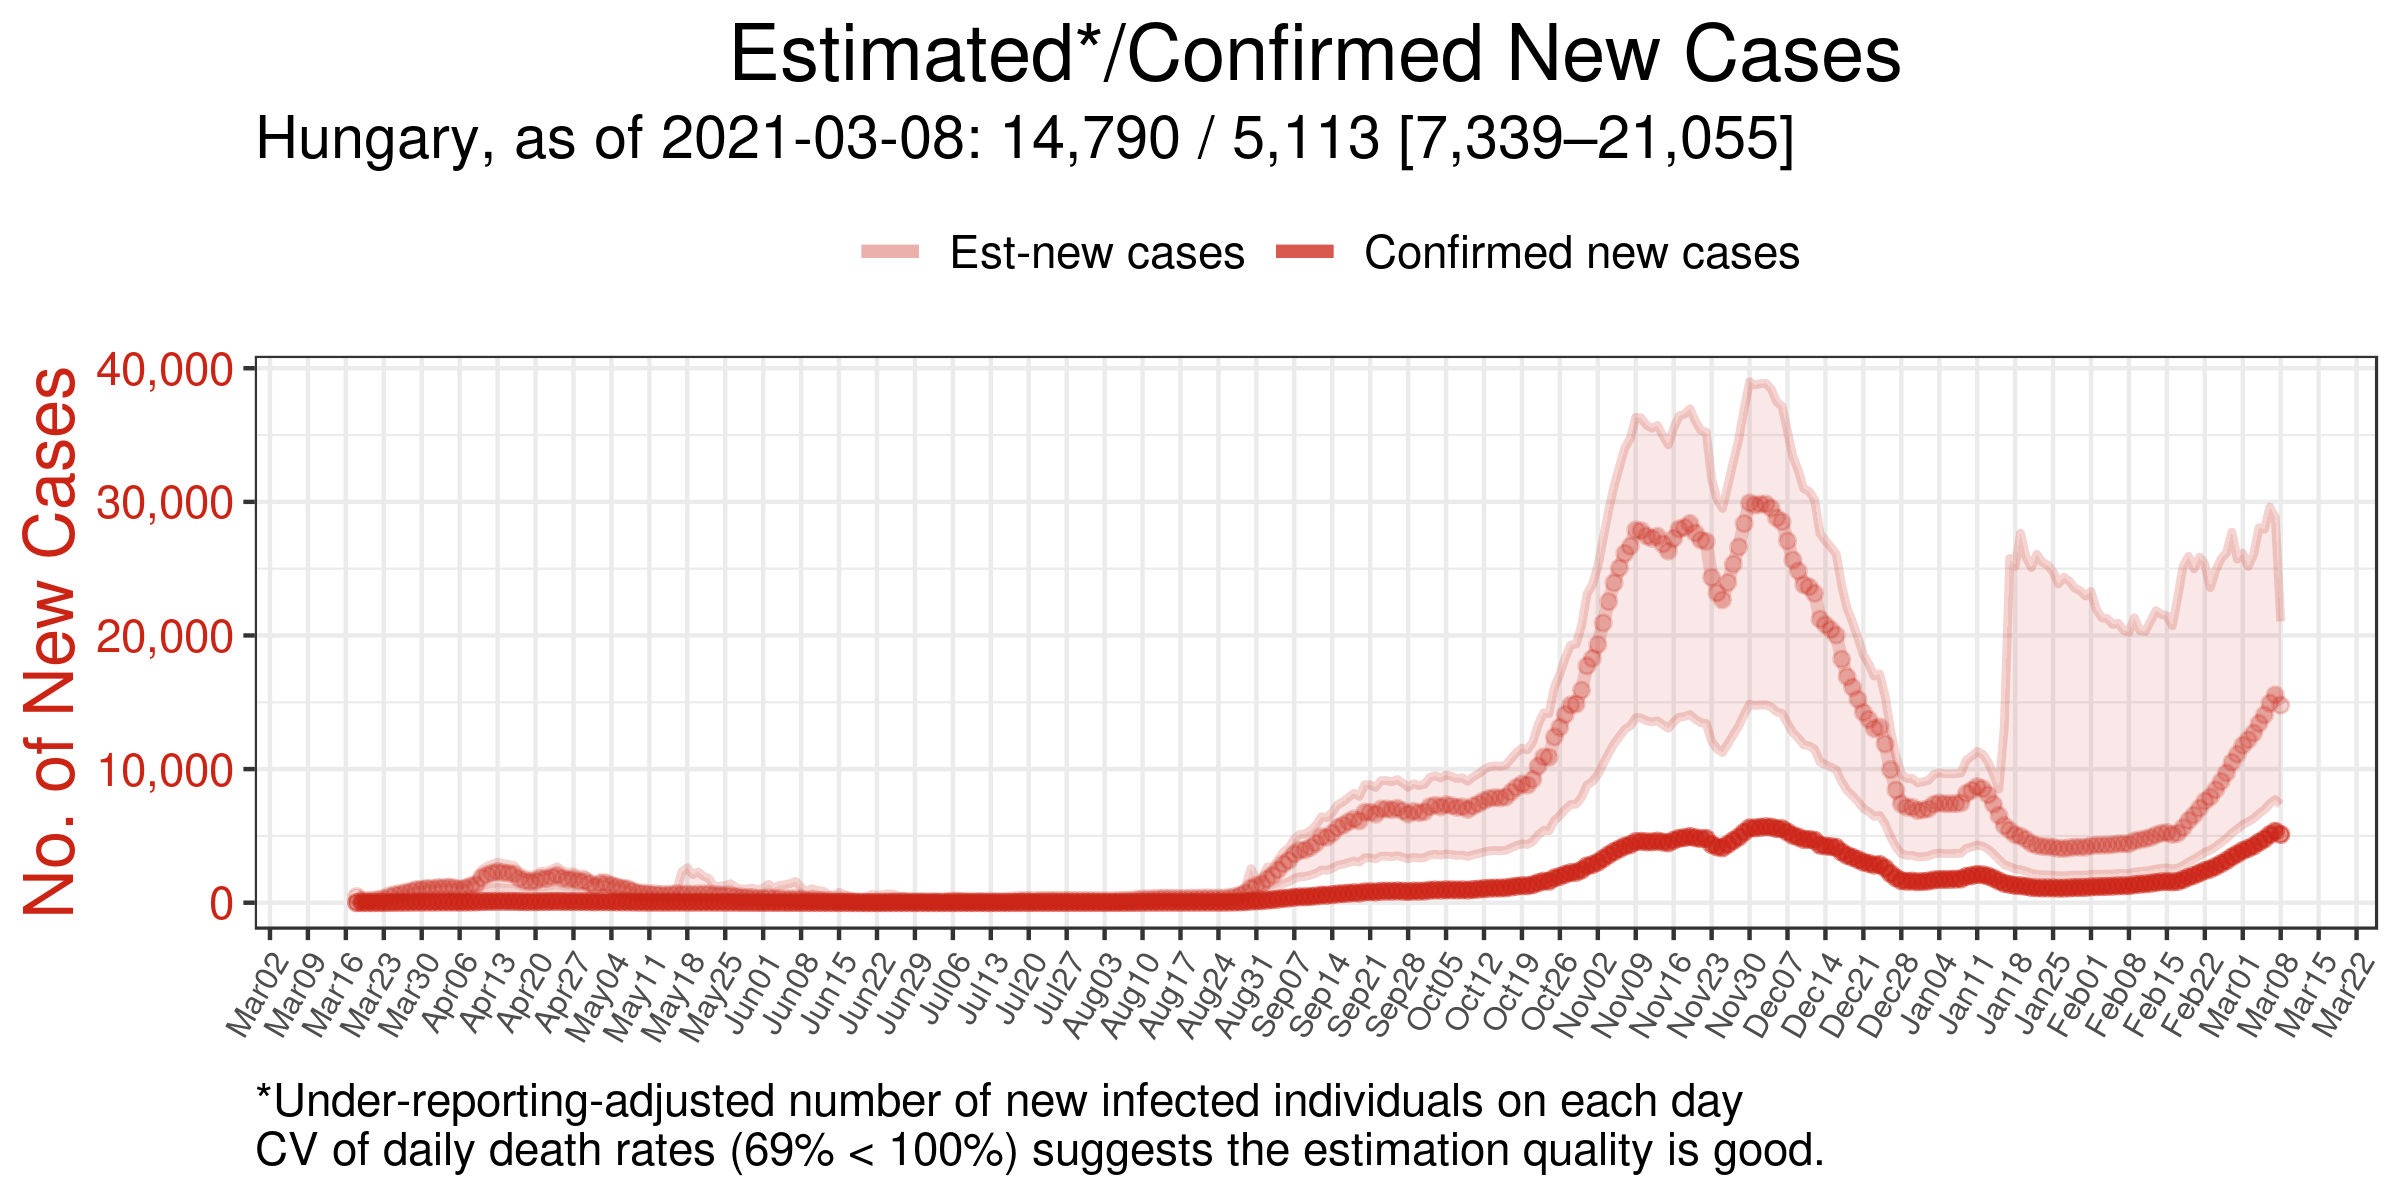 Estimated*/Confirmed New Cases
Hungary, as of 2021-03-08: 14,790 / 5,113 [7,339–21,055]
Est-new cases
Confirmed new cases
No. of New Cases
40,000
30,000
20,000
10,000
0
Mar02
Mar09
Mar16
Mar23
Mar30
Apr06
Apr13
Apr20
Apr27
May04
May11
May18
May25
Jun01
Jun08
Jun15
Jun22
Jun29
Jul06
Jul13
Jul20
Jul27
Aug03
Aug10
Aug17
Aug24
Aug31
Sep07
Sep14
Sep21
Sep28
Oct05
Oct12
Oct19
Oct26
Nov02
Nov09
Nov16
Nov23
Nov30
Dec07
Dec14
Dec21
Dec28
Jan04
Jan11
Jan18
Jan25
Feb01
Feb08
Feb15
Feb22
Mar01
Mar08
Mar15
Mar22
*Under-reporting-adjusted number of new infected individuals on each day
CV of daily death rates (69% < 100%) suggests the estimation quality is good.